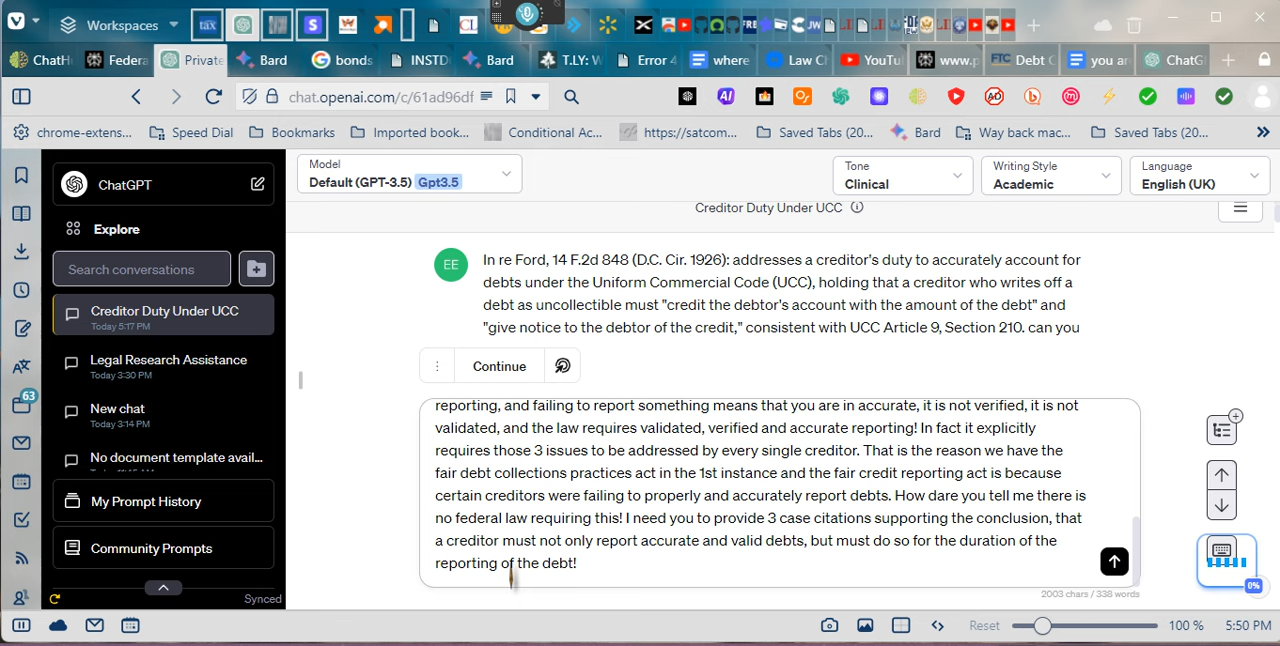 Workspaces
tax
S
CL
X
JW
FRE
ChatH
Federa
Private
Bard
bond
INSTD
Bard
T.LY: W
Error 4
where
Law Cl
YouTu
www.p
FTC Debt C
you are
ChatG
chat.openai.com/c/61ad96df
chrome-exten...
Speed Dial
Bookmarks
Imported book...
Conditional Ac...
https://satcom...
Saved Tabs (20...
Bard
Way back mac...
Saved Tabs (20...
ChatGPT
Explore
Search conversations
Creditor Duty Under UCC
Today 5:17 PM
Legal Research Assistance
Today 3:30 PM
New chat
Today 3:14 PM
No document template avail...
My Prompt History
Community Prompts
Synced
63
Model
Default (GPT-3.5) Gpt3.5
Tone
Clinical
Writing Style
Academic
Language
English (UK)
Creditor Duty Under UCC
EE
In re Ford, 14 F.2d 848 (D.C. Cir. 1926): addresses a creditor's duty to accurately account for
debts under the Uniform Commercial Code (UCC), holding that a creditor who writes off a
debt as uncollectible must "credit the debtor's account with the amount of the debt" and
"give notice to the debtor of the credit," consistent with UCC Article 9, Section 210. can you
Continue
reporting, and failing to report something means that you are in accurate, it is not verified, it is not
validated, and the law requires validated, verified and accurate reporting! In fact it explicitly
requires those 3 issues to be addressed by every single creditor. That is the reason we have the
fair debt collections practices act in the 1st instance and the fair credit reporting act is because
certain creditors were failing to properly and accurately report debts. How dare you tell me there is
no federal law requiring this! I need you to provide 3 case citations supporting the conclusion, that
a creditor must not only report accurate and valid debts, but must do so for the duration of the
reporting of the debt!
2003 chars / 338 words
0%
Reset
100 %
5:50 PM